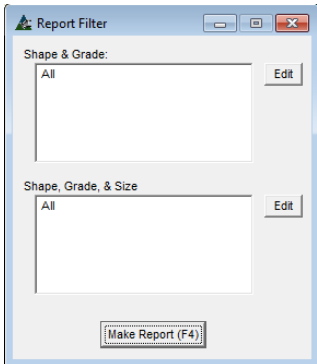 Report Filter
Shape & Grade:
All
Edit
Shape, Grade, & Size
All
Edit
Make Report (F4)